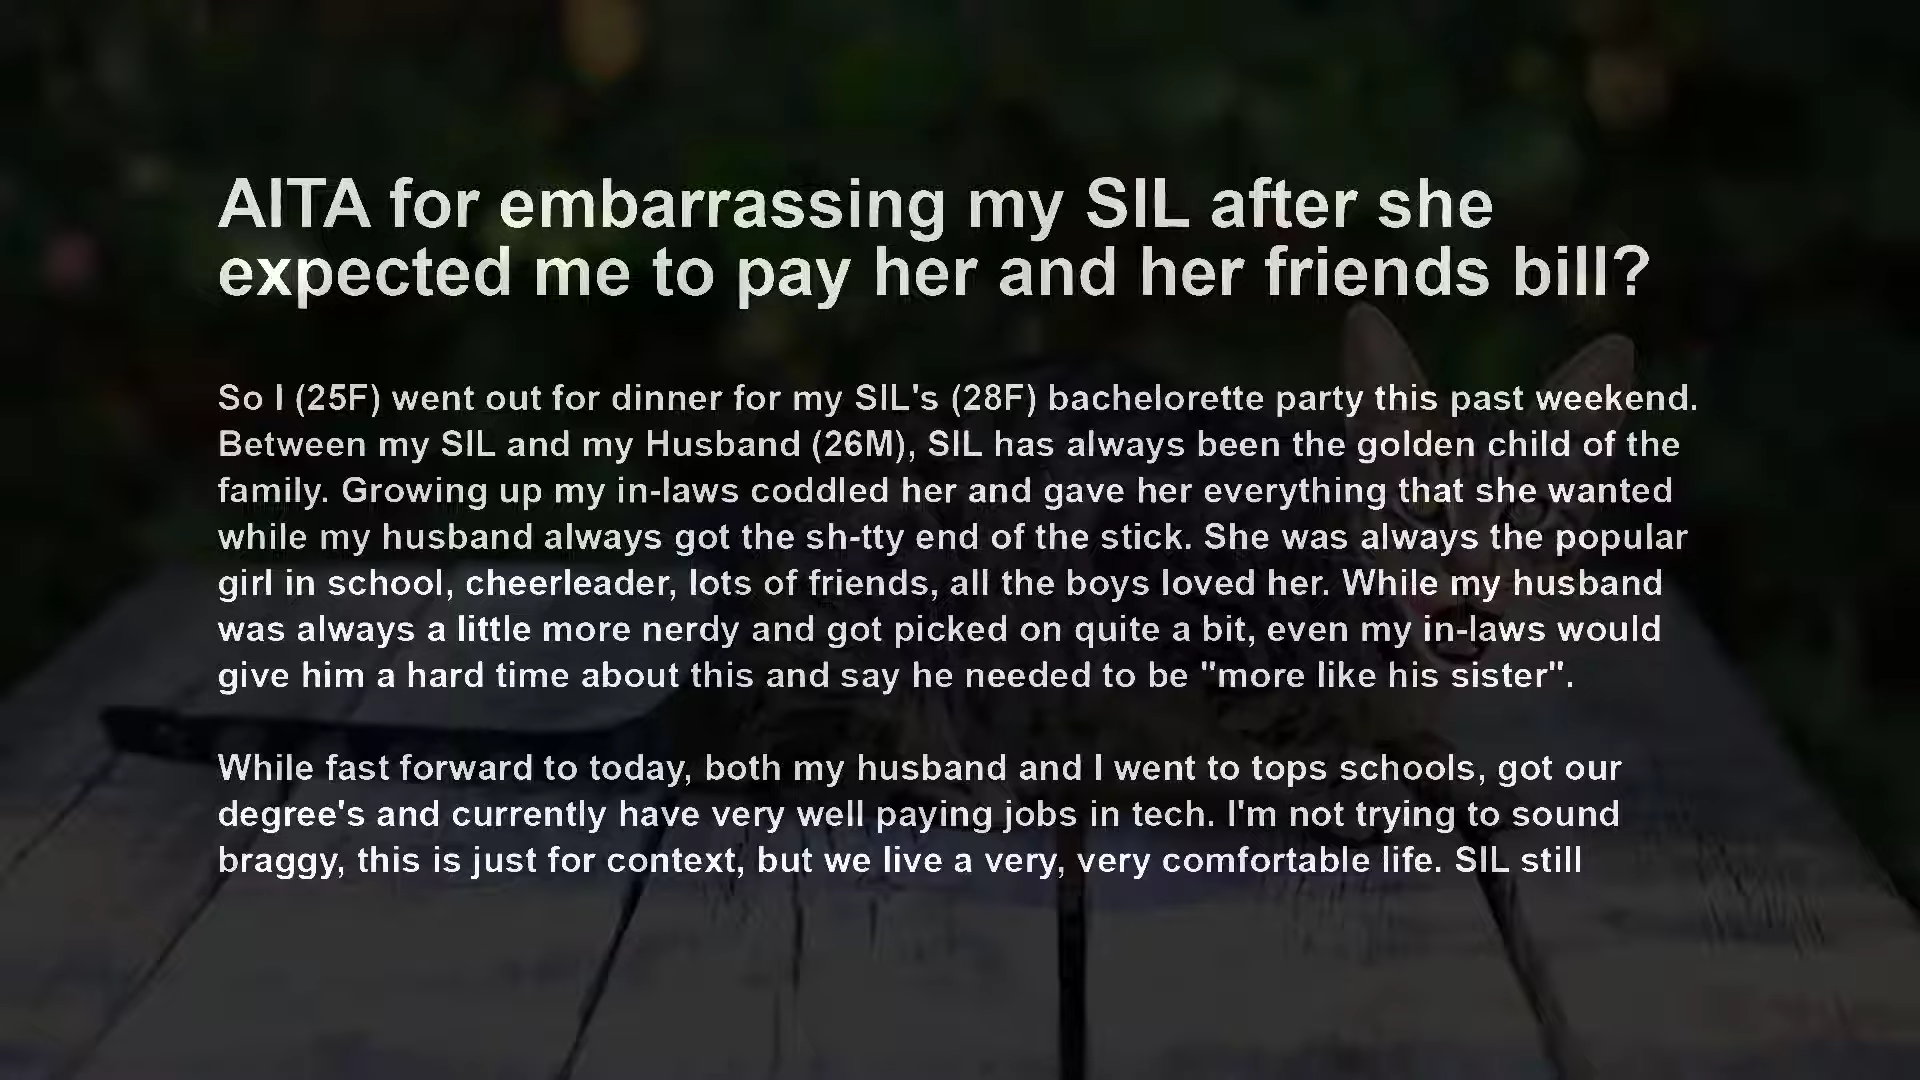 AITA for embarrassing my SIL after she
expected me to pay her and her friends bill?
So I (25F) went out for dinner for my SIL's (28F) bachelorette party this past weekend.
Between my SIL and my Husband (26M), SIL has always been the golden child of the
family. Growing up my in-laws coddled her and gave her everything that she wanted
while my husband always got the sh-tty end of the stick. She was always the popular
girl in school, cheerleader, lots of friends, all the boys loved her. While my husband
was always a little more nerdy and got picked on quite a bit, even my in-laws would
give him a hard time about this and say he needed to be "more like his sister".
While fast forward to today, both my husband and I went to tops schools, got our
degree's and currently have very well paying jobs in tech. I'm not trying to sound
braggy, this is just for context, but we live a very, very comfortable life. SIL still